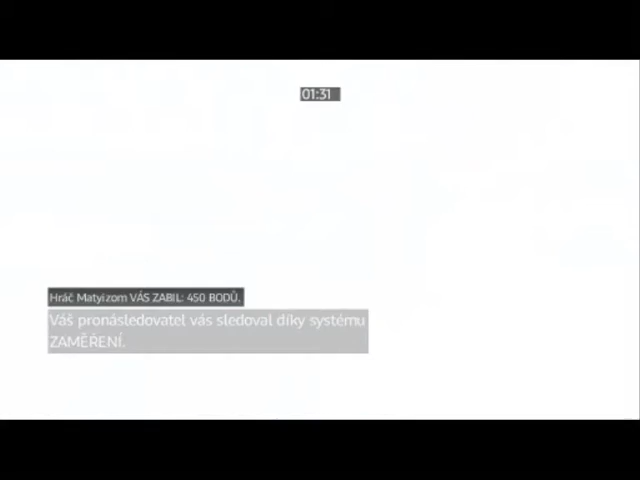 01:31
Hráč Matyizom VÁS ZABIL: 450 BODŮ.
Váš pronásledovatel vás sledoval díky systému
ZAMĚŘENÍ.